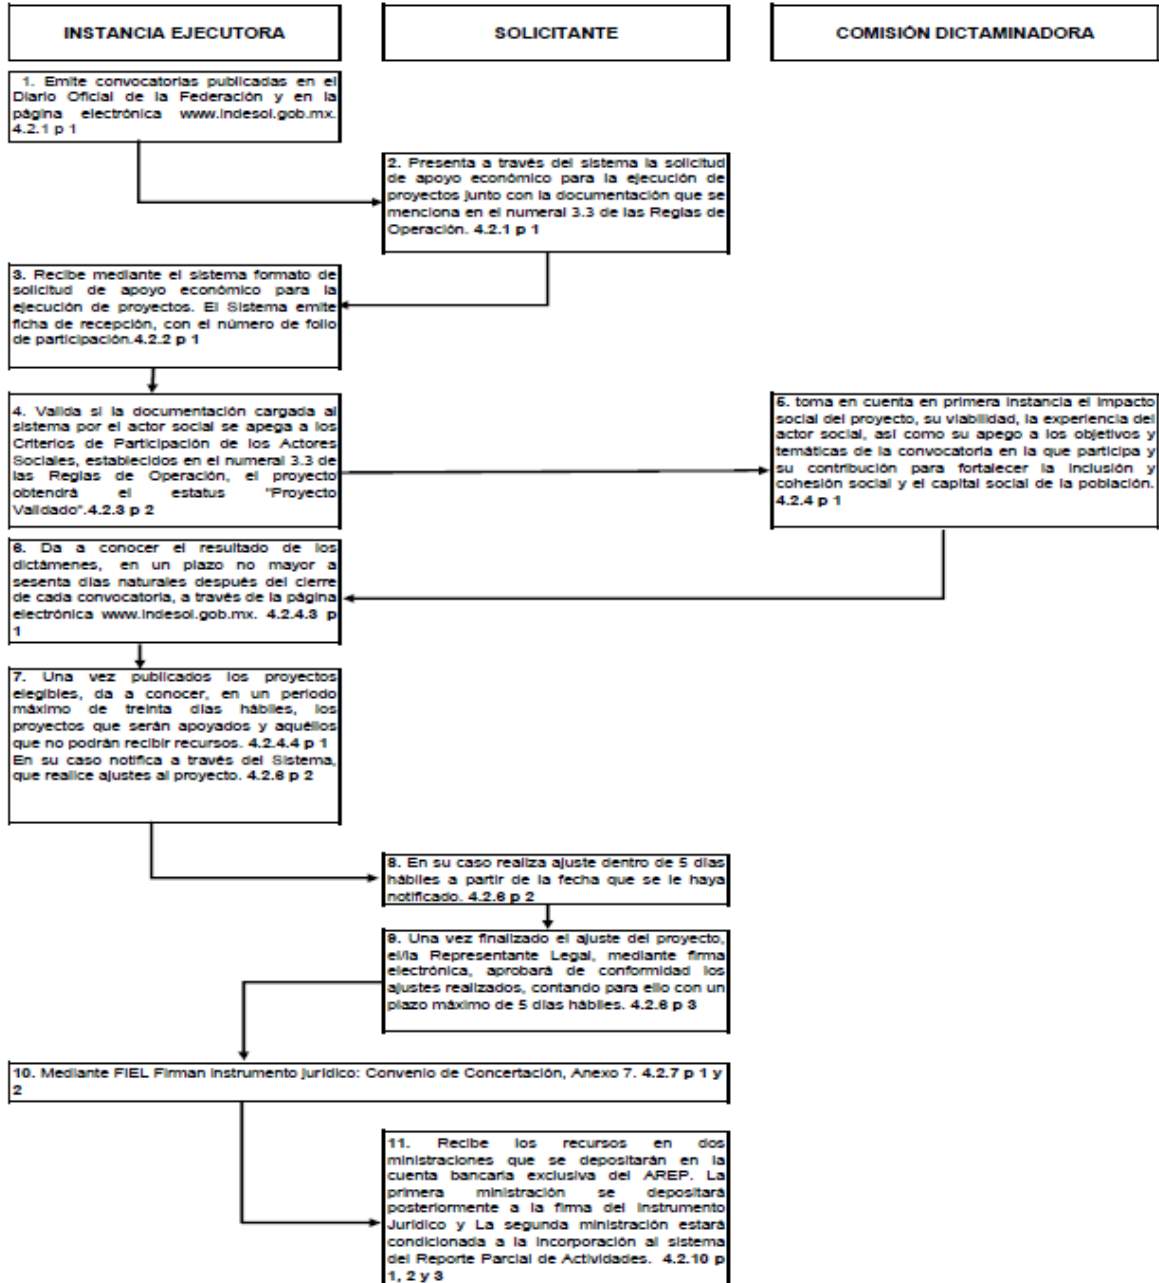 INSTANCIA EJECUTORA
SOLICITANTE
COMISIÓN DICTAMINADORA
1. Emite convocatorias publicadas en el
Diario Oficial de la Federación y en la
página electrónica www.indesol.gob.mx.
4.2.1 p 1
2. Presenta a través del sistema la solicitud
de apoyo económico para la ejecución de
proyectos junto con la documentación que se
menciona en el numeral 3.3 de las Reglas de
Operación. 4.2.1 p 1
3. Recibe mediante el sistema formato de
solicitud de apoyo económico para la
ejecución de proyectos. El Sistema emite
ficha de recepción, con el número de folio
de participación.4.2.2 p 1
4. Valida si la documentación cargada al
sistema por el actor social se apega a los
Criterios de Participación de los Actores
Sociales, establecidos en el numeral 3.3 de
las Reglas de Operación, el proyecto
obtendrá el estatus "Proyecto
Validado".4.2.3 p 2
5. toma en cuenta en primera instancia el impacto
social del proyecto, su viabilidad, la experiencia del
actor social, así como su apego a los objetivos y
temáticas de la convocatoria en la que participa y
su contribución para fortalecer la inclusión y
cohesión social y el capital social de la población.
4.2.4 p 1
6. Da a conocer el resultado de los
dictámenes, en un plazo no mayor a
sesenta días naturales después del cierre
de cada convocatoria, a través de la página
electrónica www.indesol.gob.mx. 4.2.4.3 p
1
7. Una vez publicados los proyectos
elegibles, da a conocer, en un periodo
máximo de treinta días hábiles, los
proyectos que serán apoyados y aquéllos
que no podrán recibir recursos. 4.2.4.4 p 1
En su caso notifica a través del Sistema,
que realice ajustes al proyecto. 4.2.6 p 2
8. En su caso realiza ajuste dentro de 5 días
hábiles a partir de la fecha que se le haya
notificado. 4.2.6 p 2
9. Una vez finalizado el ajuste del proyecto,
el/la Representante Legal, mediante firma
electrónica, aprobará de conformidad los
ajustes realizados, contando para ello con un
plazo máximo de 5 días hábiles. 4.2.6 p 3
10. Mediante FIEL Firman instrumento jurídico: Convenio de Concertación, Anexo 7. 4.2.7 p 1 y
2
11. Recibe los recursos en dos
ministraciones que se depositarán en la
cuenta bancaria exclusiva del AREP. La
primera ministración se depositará
posteriormente a la firma del Instrumento
Jurídico y La segunda ministración estará
condicionada a la incorporación al sistema
del Reporte Parcial de Actividades. 4.2.10 p
1, 2 y 3